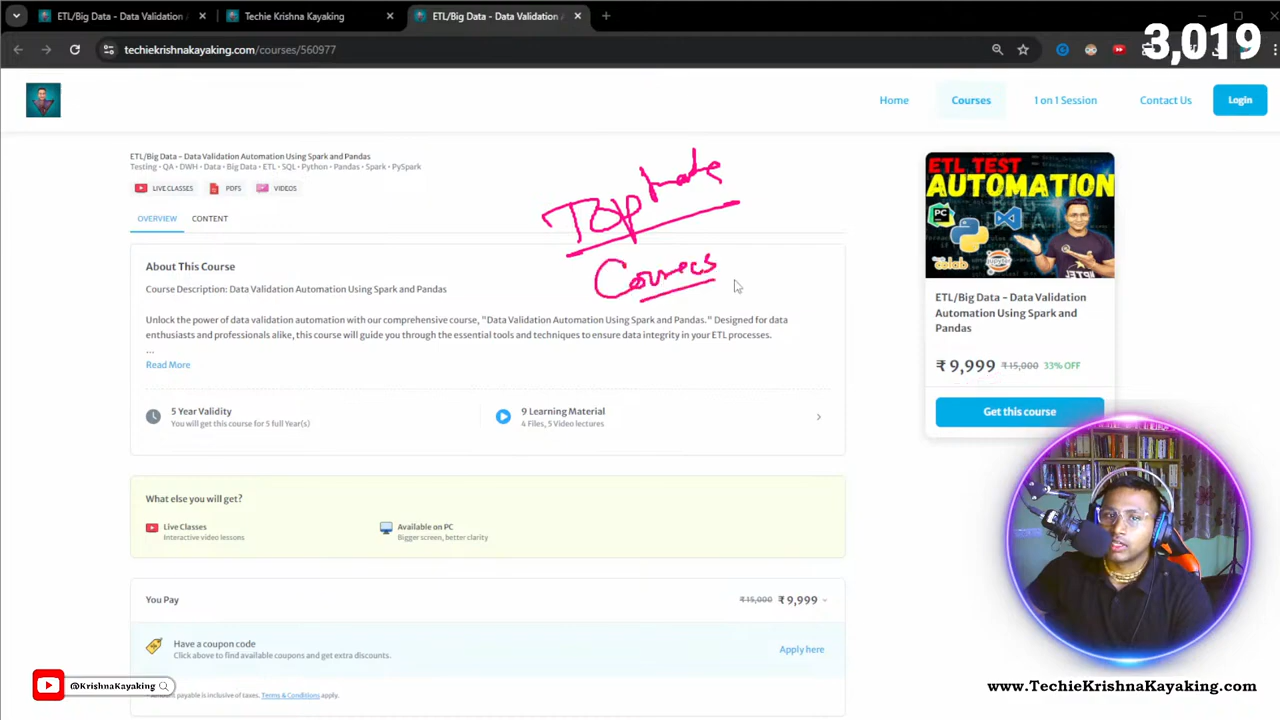 ETL/Big Data - Data Validation
Techie Krishna Kayaking
ETL/Big Data - Data Validation A
techiekrishnakayaking.com/courses/560977
3,019
Home
Courses
1 on 1 Session
Contact Us
Login
ETL/Big Data - Data Validation Automation Using Spark and Pandas
Testing • QA • DWH • Data • Big Data • ETL • SQL • Python • Pandas • Spark • PySpark
LIVE CLASSES
PDFS
VIDEOS
OVERVIEW
CONTENT
TOPmate
About This Course
Course Description: Data Validation Automation Using Spark and Pandas
Unlock the power of data validation automation with our comprehensive course, "Data Validation Automation Using Spark and Pandas." Designed for data
enthusiasts and professionals alike, this course will guide you through the essential tools and techniques to ensure data integrity in your ETL processes.
...
Read More
5 Year Validity
You will get this course for 5 full Year(s)
9 Learning Material
4 Files, 5 Video lectures
What else you will get?
Live Classes
Interactive video lessons
Available on PC
Bigger screen, better clarity
You Pay
₹ 15,000 ₹ 9,999
Have a coupon code
Click above to find available coupons and get extra discounts.
Apply here
payable is inclusive of taxes. Terms & Conditions apply.
ETL TEST
AUTOMATION
PC
colab
jupyter
NPTEL
ETL/Big Data - Data Validation
Automation Using Spark and
Pandas
₹ 9,999 ₹ 15,000 33% OFF
Get this course
@KrishnaKayaking
www.TechieKrishnaKayaking.com